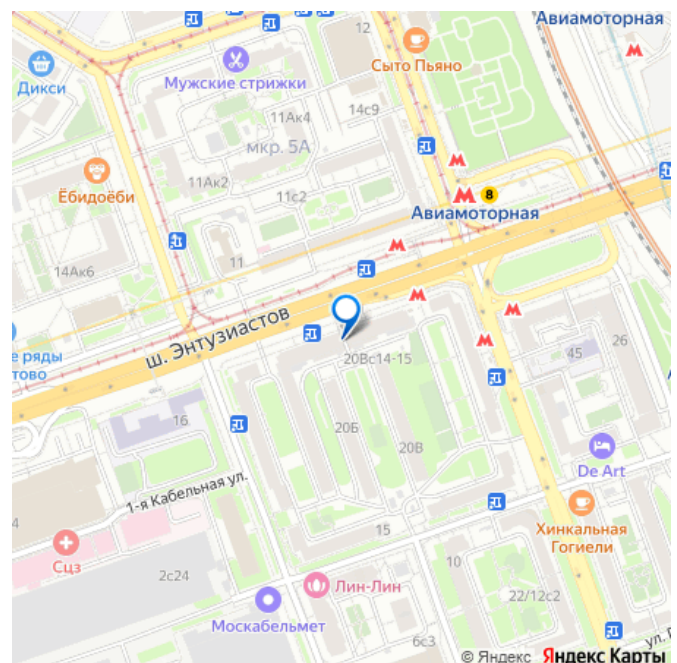 Авиамоторная
12
Сыто Пьяно
Дикси
Мужские стрижки
14с9
11Ак4
мкр. 5А
11Ак2
Ёбидоёби
11с2
8
Авиамоторная
11
14Ак6
ш. Энтузиастов
е ряды
тово
20Вс14-15
26
45
16
20Б
20В
De Art
1-я Кабельная ул.
4
15
Хинкальная
Гогиели
Сцз
10
2с24
Лин-Лин
22/12с2
Москабельмет
6с3
ул.
© Яндекс Яндекс Карты